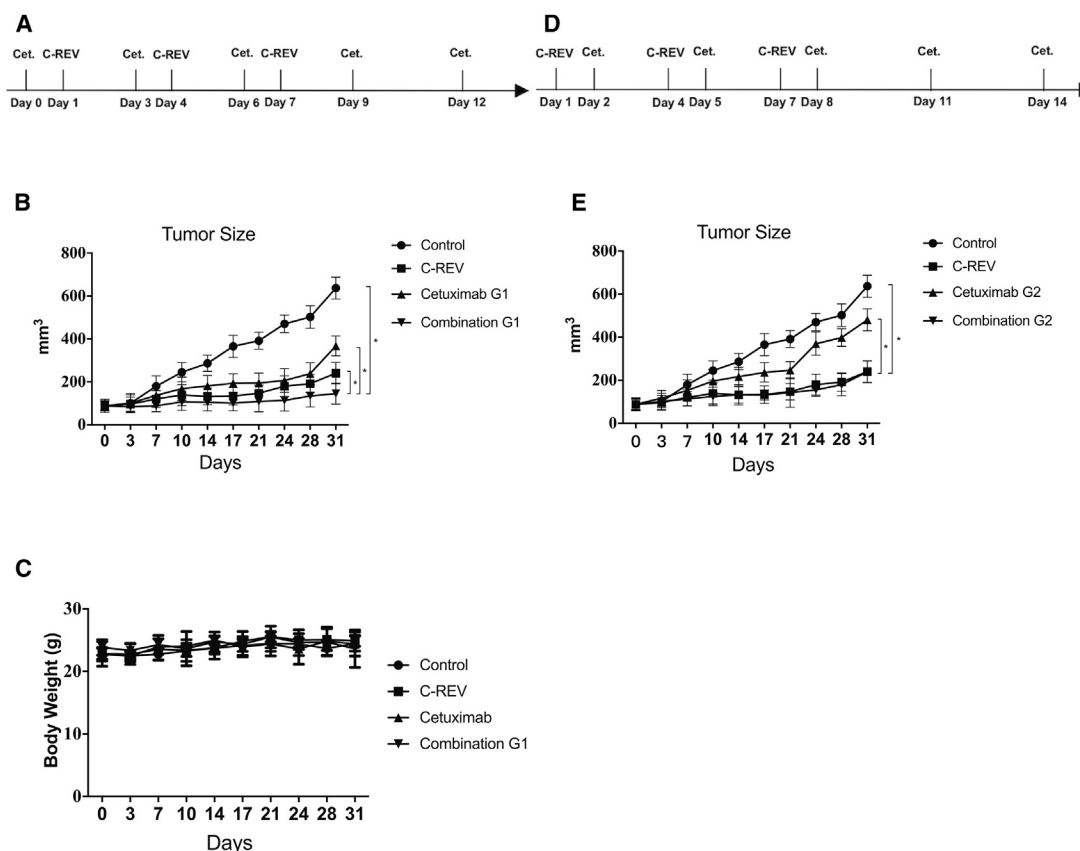 A
Cet. C-REV Cet. C-REV Cet. C-REV Cet. Cet.
Day 0 Day 1 Day 3 Day 4 Day 6 Day 7 Day 9 Day 12
D
C-REV Cet. C-REV Cet. C-REV Cet. Cet. Cet.
Day 1 Day 2 Day 4 Day 5 Day 7 Day 8 Day 11 Day 14
B
Tumor Size
800
600
400
200
0
mm3
0 3 7 10 14 17 21 24 28 31
Days
Control
C-REV
Cetuximab G1
Combination G1
*
*
*
E
Tumor Size
800
600
400
200
0
mm3
0 3 7 10 14 17 21 24 28 31
Days
Control
C-REV
Cetuximab G2
Combination G2
*
*
C
30
20
10
0
Body Weight (g)
0 3 7 10 14 17 21 24 28 31
Days
Control
C-REV
Cetuximab
Combination G1